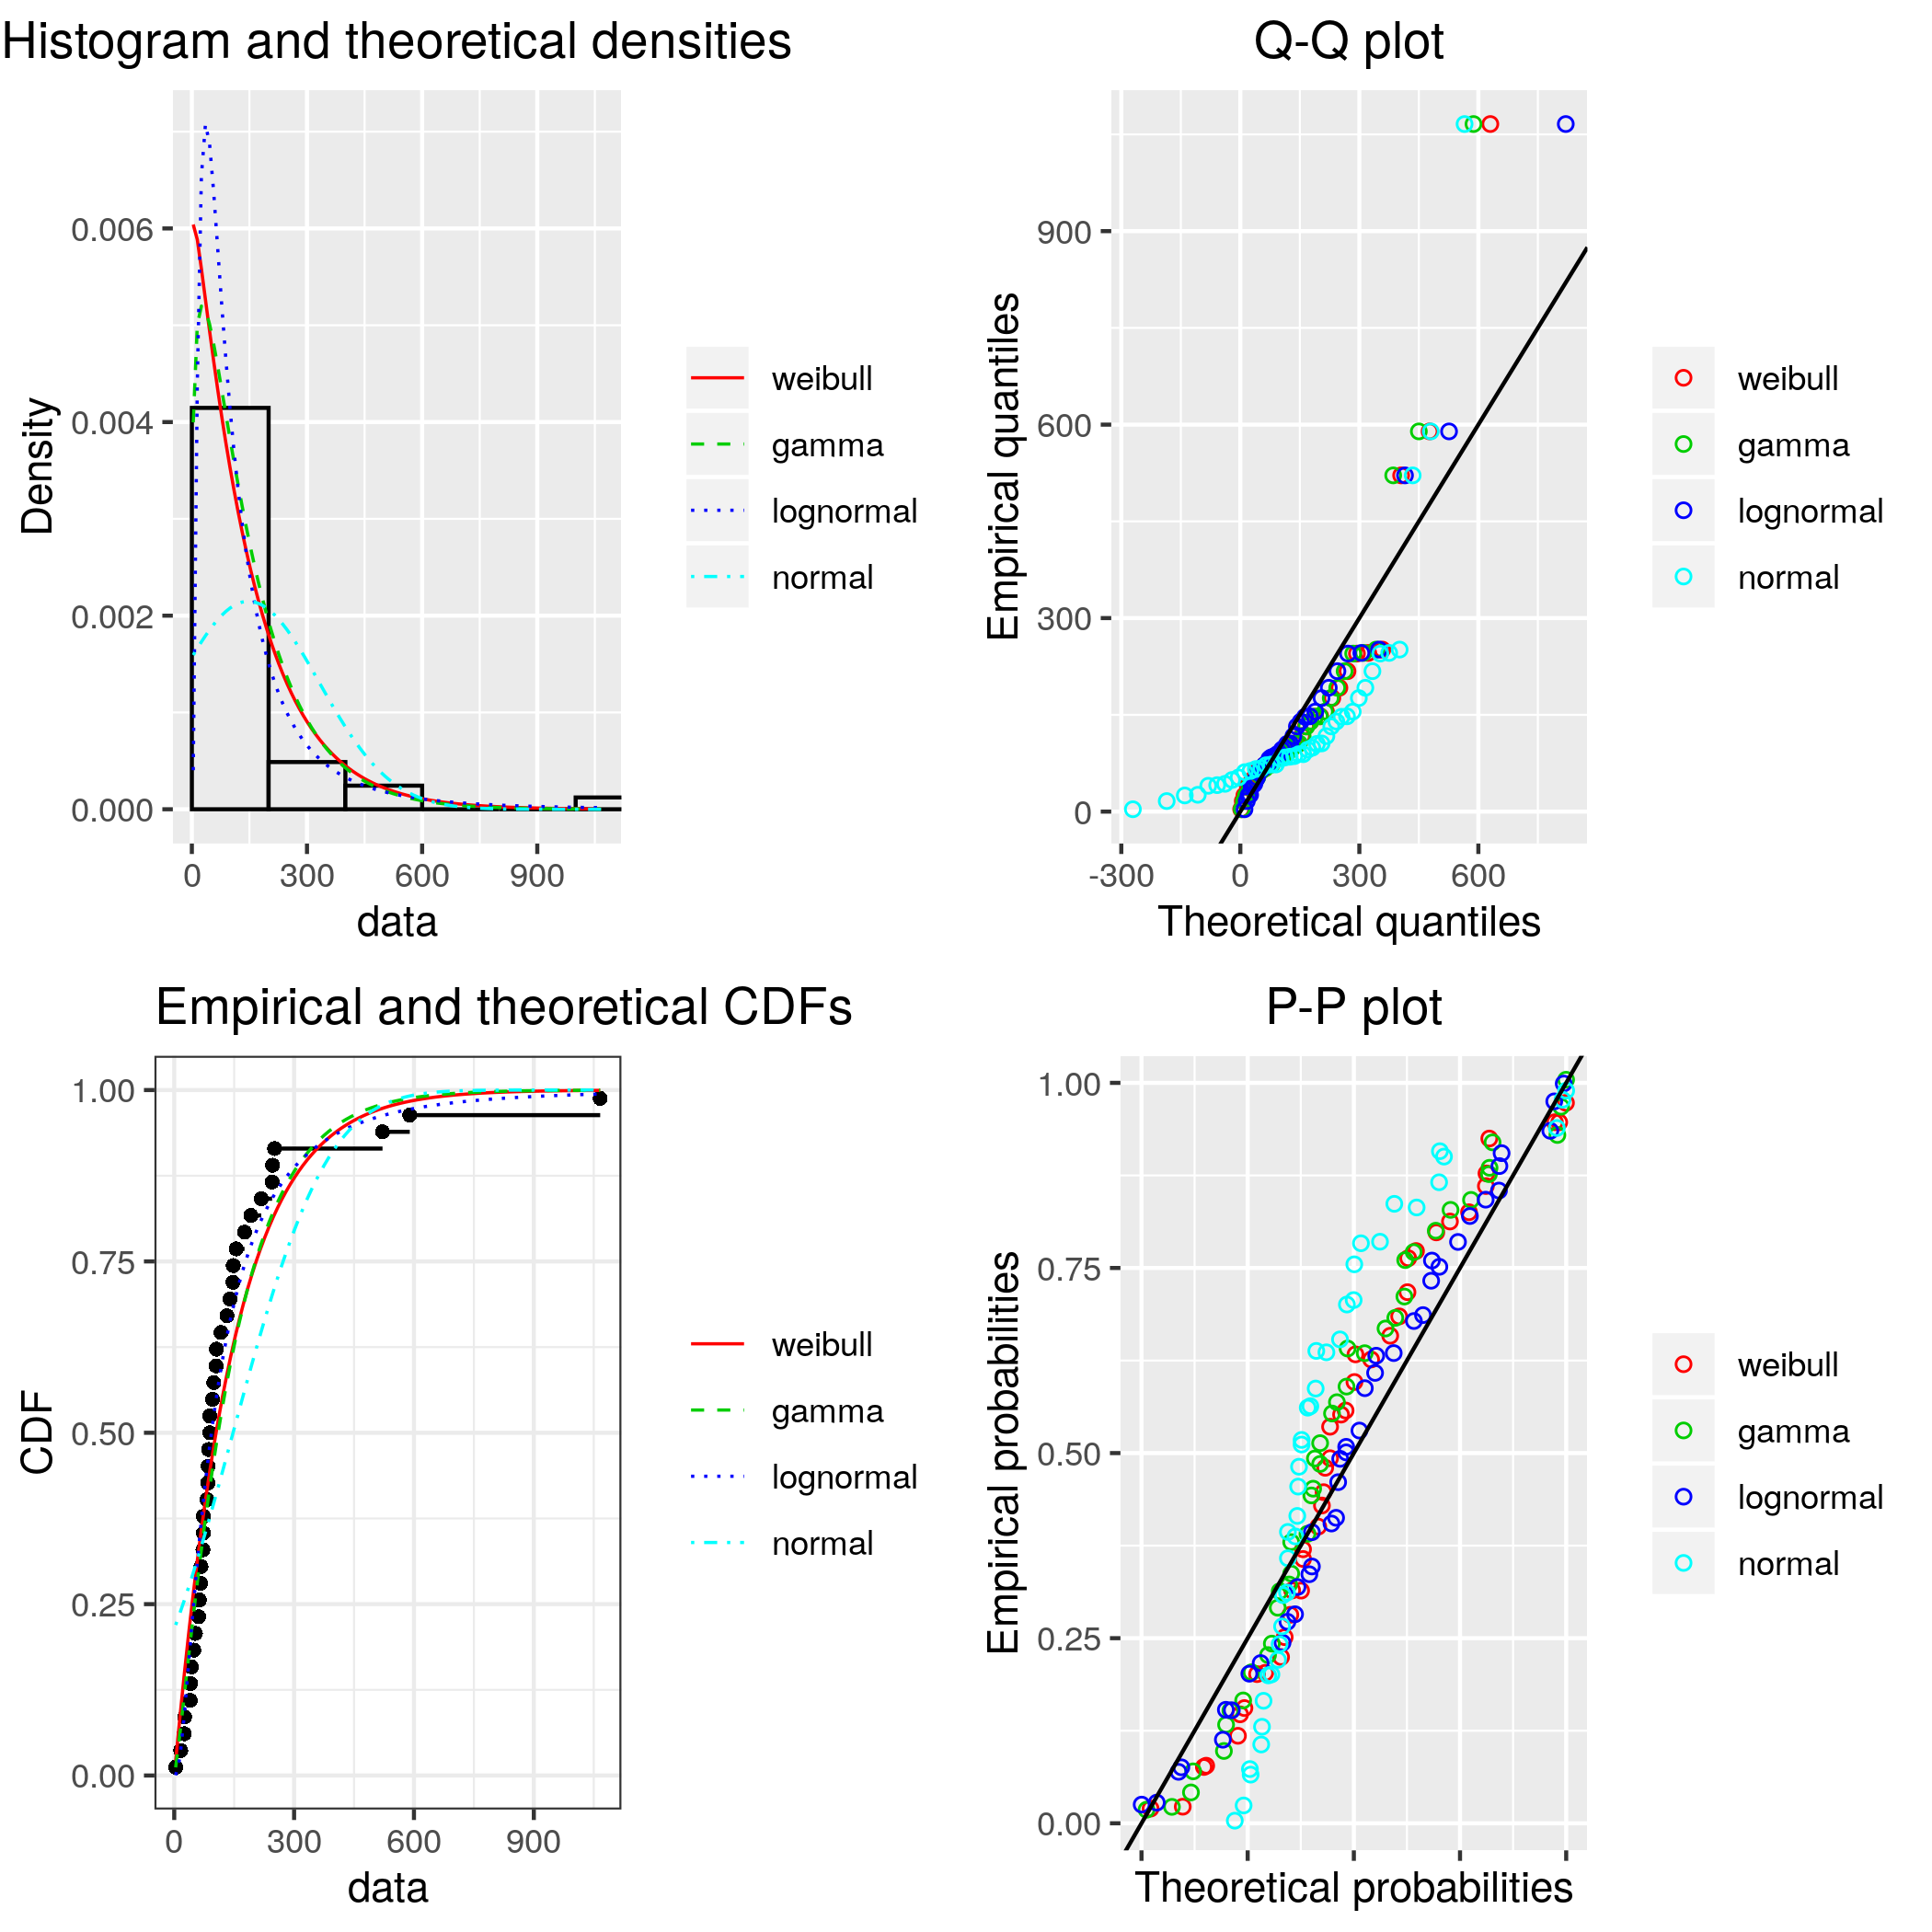 Histogram and theoretical densities
Density
0.006
0.004
0.002
0.000
0
300
600
900
data
weibull
gamma
lognormal
normal
Q-Q plot
Empirical quantiles
900
600
300
0
-300
0
300
600
Theoretical quantiles
weibull
gamma
lognormal
normal
Empirical and theoretical CDFs
CDF
1.00
0.75
0.50
0.25
0.00
0
300
600
900
data
weibull
gamma
lognormal
normal
P-P plot
Empirical probabilities
1.00
0.75
0.50
0.25
0.00
Theoretical probabilities
weibull
gamma
lognormal
normal